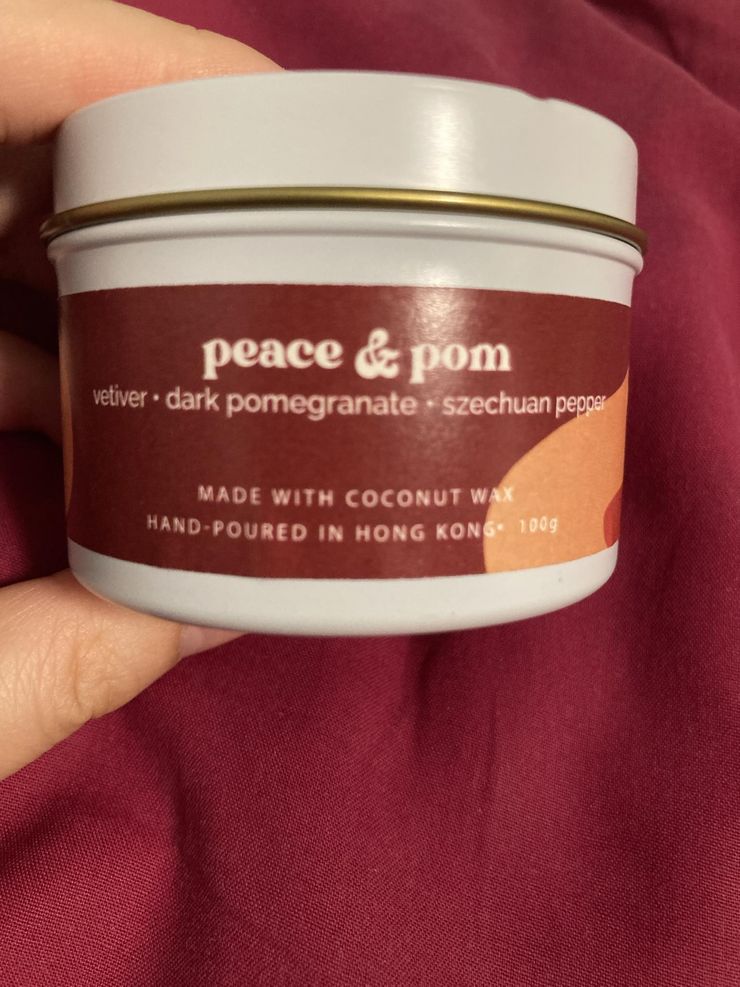 peace & pom
vetiver • dark pomegranate • szechuan pepper
MADE WITH COCONUT WAX
HAND-POURED IN HONG KONG • 100g